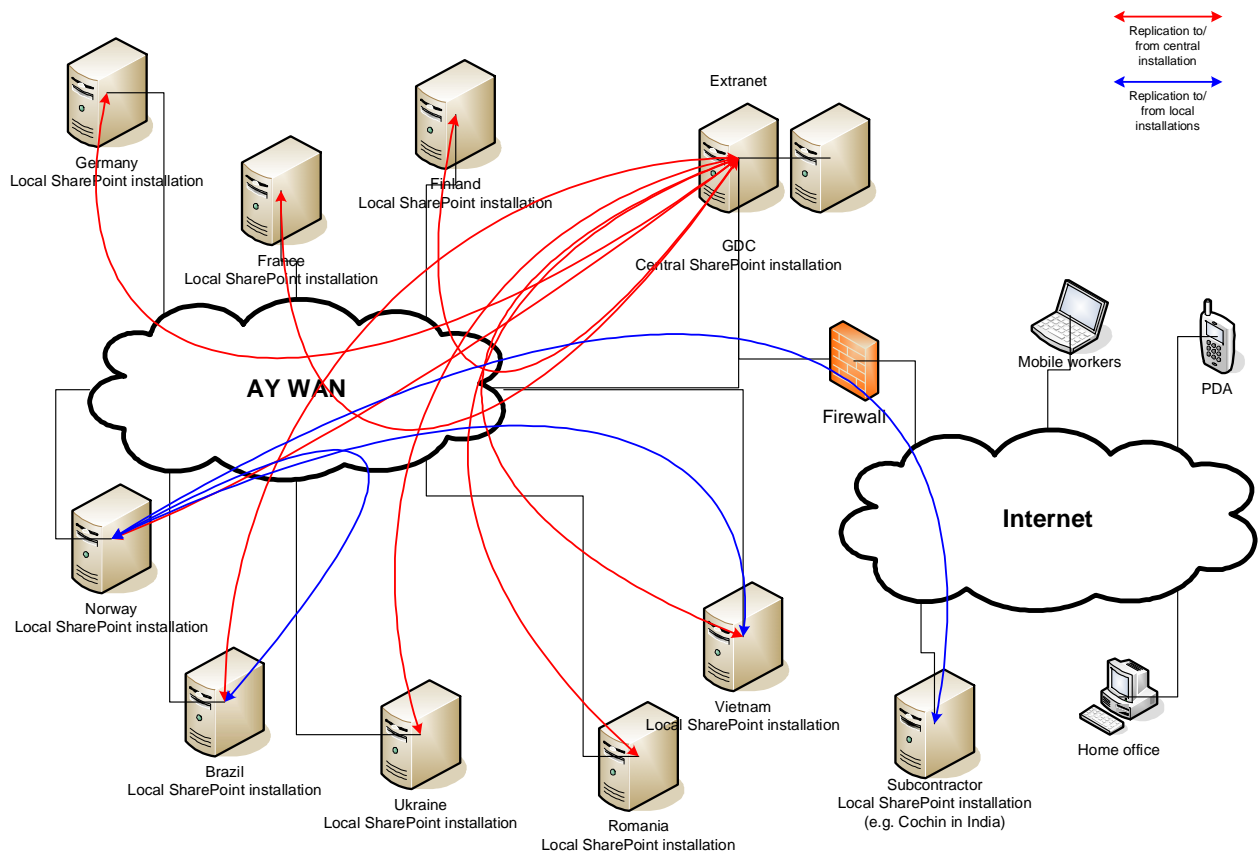 Replication to/
from central
installation
Replication to/
from local
installations
Extranet
Germany
Local SharePoint installation
Finland
Local SharePoint installation
France
Local SharePoint installation
GDC
Central SharePoint installation
Mobile workers
PDA
AY WAN
Firewall
Internet
Norway
Local SharePoint installation
Vietnam
Local SharePoint installation
Brazil
Local SharePoint installation
Home office
Ukraine
Local SharePoint installation
Subcontractor
Local SharePoint installation
(e.g. Cochin in India)
Romania
Local SharePoint installation